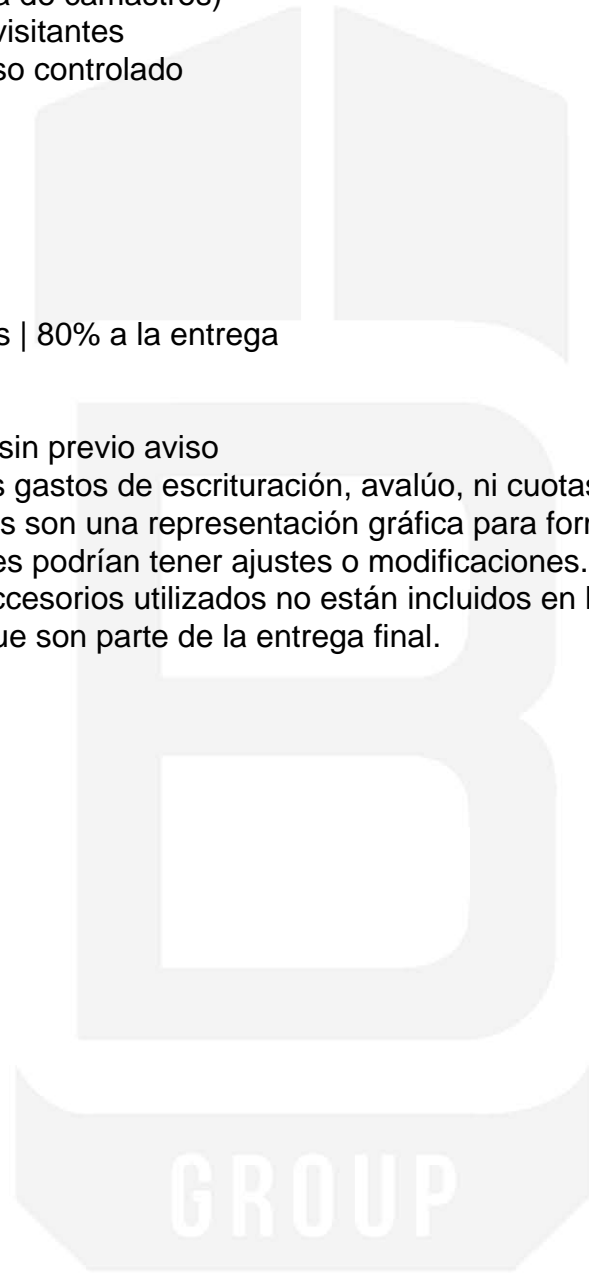 de camastros)
visitantes
so controlado
s | 80% a la entrega
sin previo aviso
s gastos de escrituración, avalúo, ni cuotas
s son una representación gráfica para for
es podrían tener ajustes o modificaciones.
ccesorios utilizados no están incluidos en
ue son parte de la entrega final.
B
GROUP